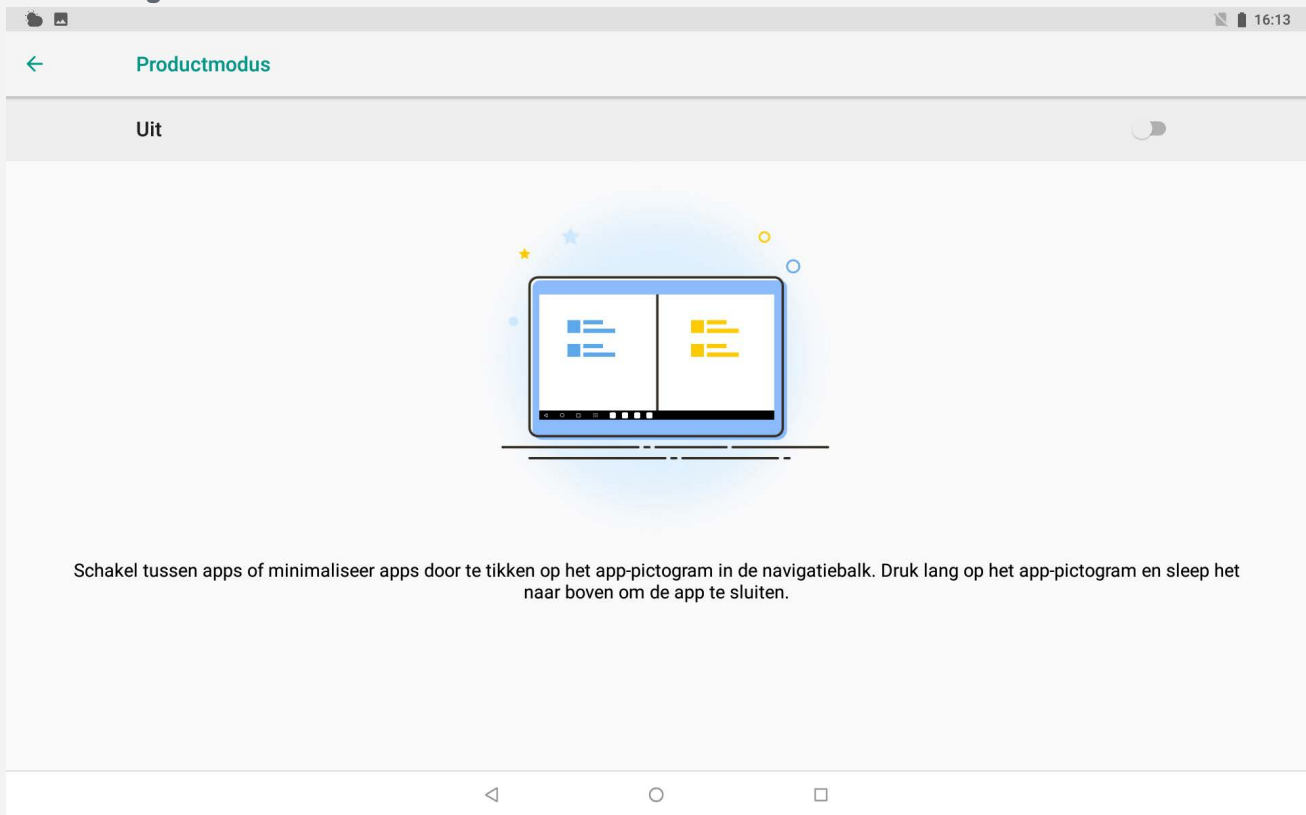 16:13
Productmodus
Uit
Schakel tussen apps of minimaliseer apps door te tikken op het app-pictogram in de navigatiebalk. Druk lang op het app-pictogram en sleep het
naar boven om de app te sluiten.